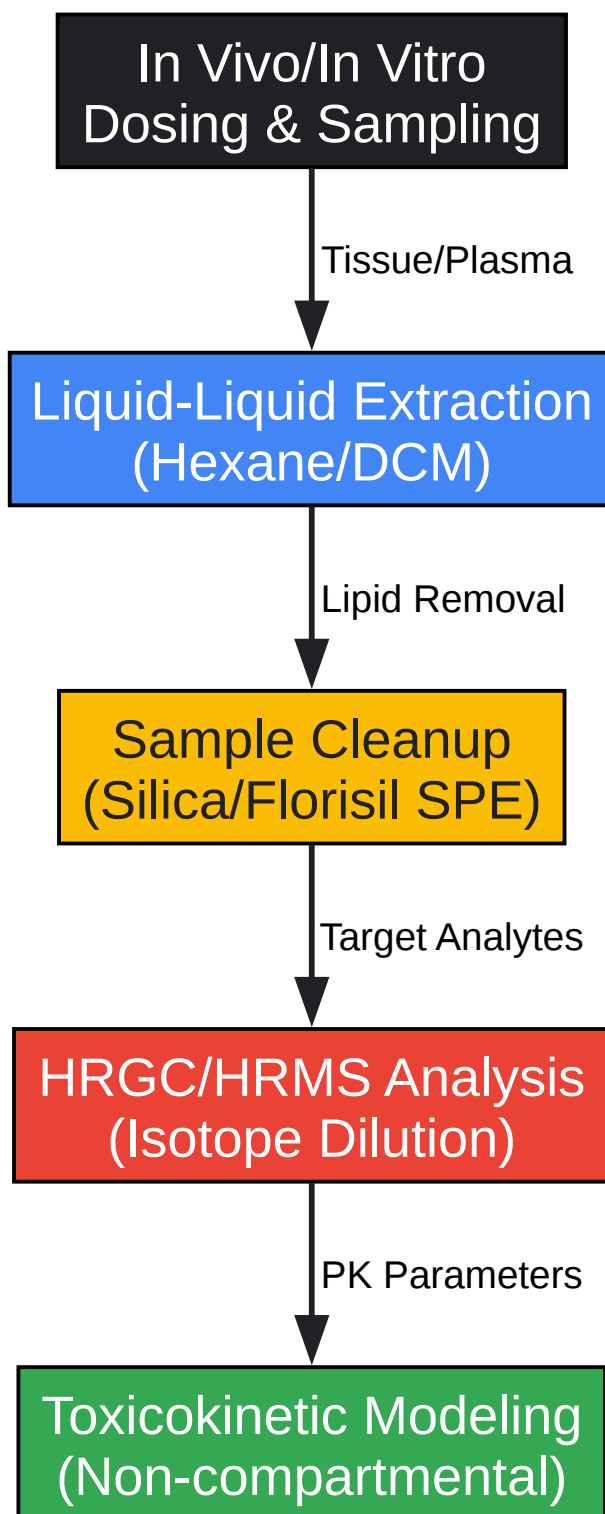 In Vivo/In Vitro
Dosing & Sampling
Tissue/Plasma
Liquid-Liquid Extraction
(Hexane/DCM)
Lipid Removal
Sample Cleanup
(Silica/Florisil SPE)
Target Analytes
HRGC/HRMS Analysis
(Isotope Dilution)
PK Parameters
Toxicokinetic Modeling
(Non-compartmental)